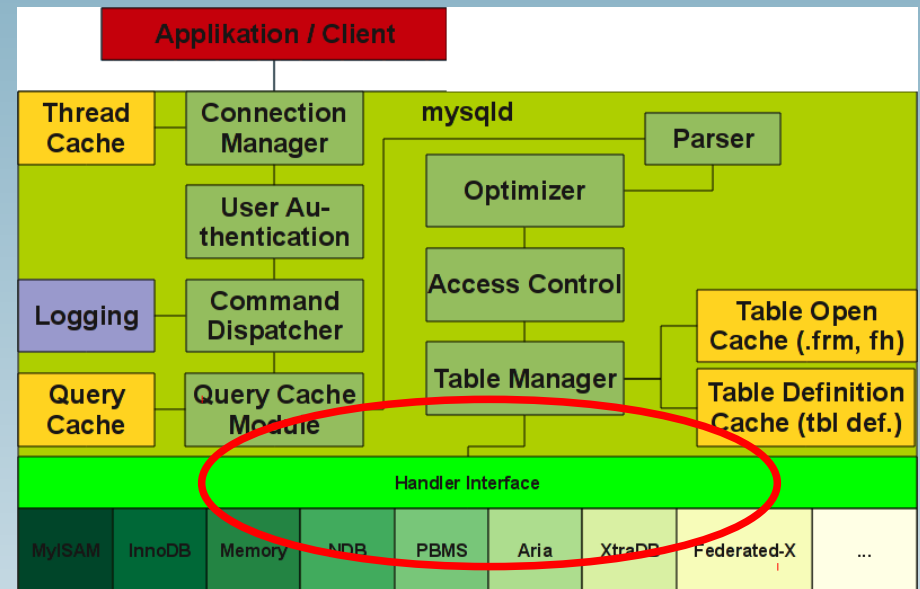 Applikation / Client
Thread
Cache
Connection
Manager
mysqld
Parser
Optimizer
User Au-
thentication
Access Control
Logging
Command
Dispatcher
Table Open
Cache (.frm, fh)
Table Manager
Query
Cache
Query Cache
Module
Table Definition
Cache (tbl def.)
Handler Interface
MyISAM
InnoDB
Memory
NDB
PBMS
Aria
XtraDB
Federated-X
...